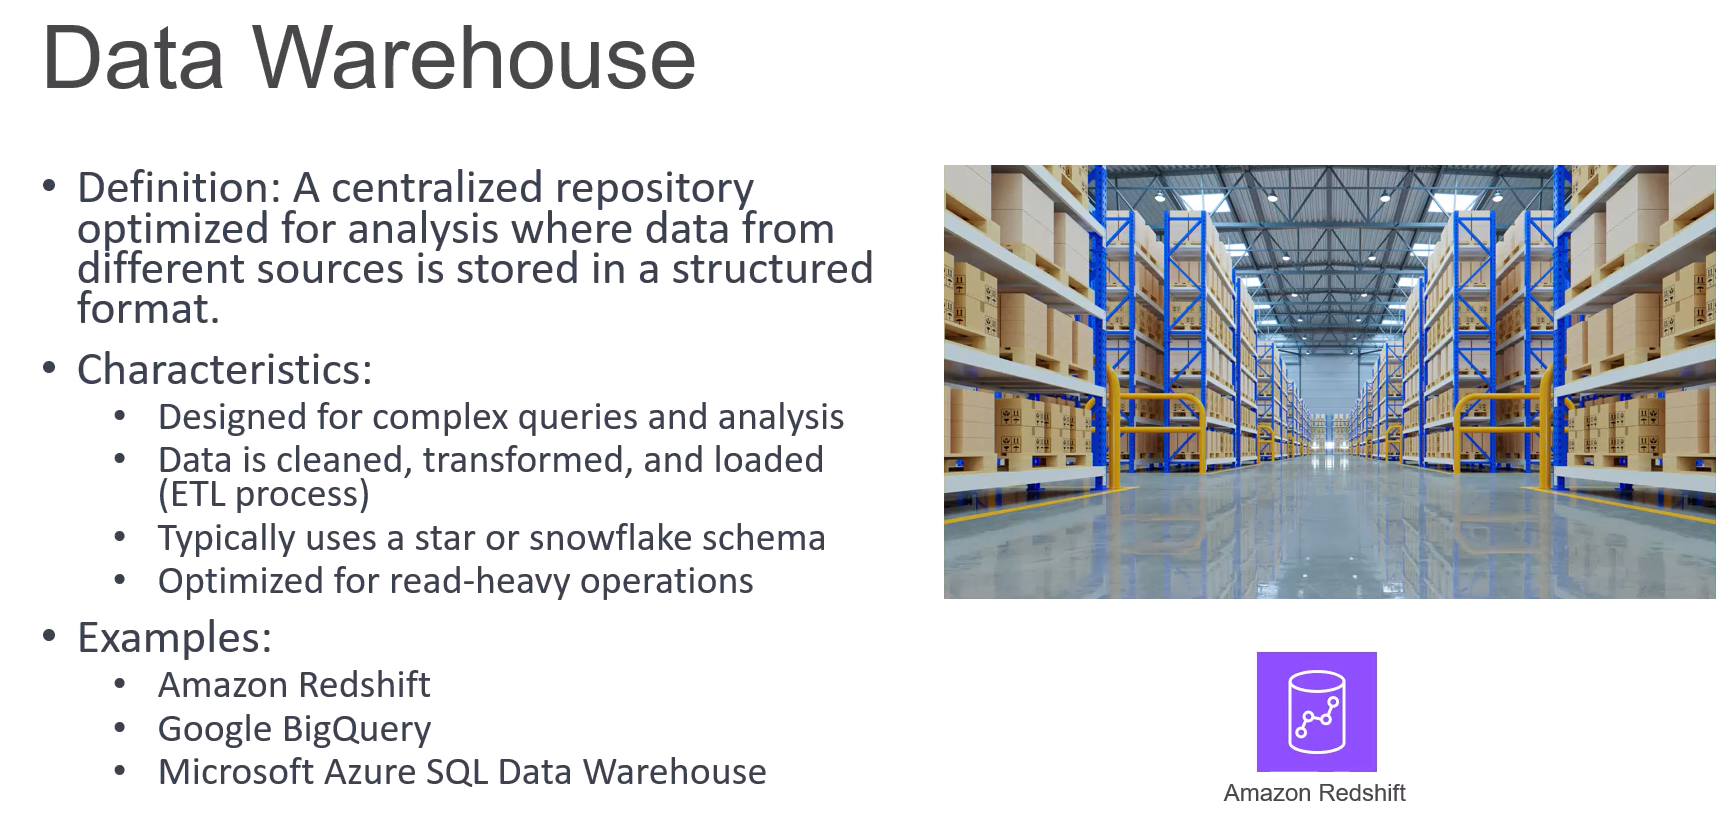 Data Warehouse
• Definition: A centralized repository
optimized for analysis where data from
different sources is stored in a structured
format.
• Characteristics:
• Designed for complex queries and analysis
• Data is cleaned, transformed, and loaded
(ETL process)
• Typically uses a star or snowflake schema
• Optimized for read-heavy operations
• Examples:
• Amazon Redshift
• Google BigQuery
• Microsoft Azure SQL Data Warehouse
Amazon Redshift